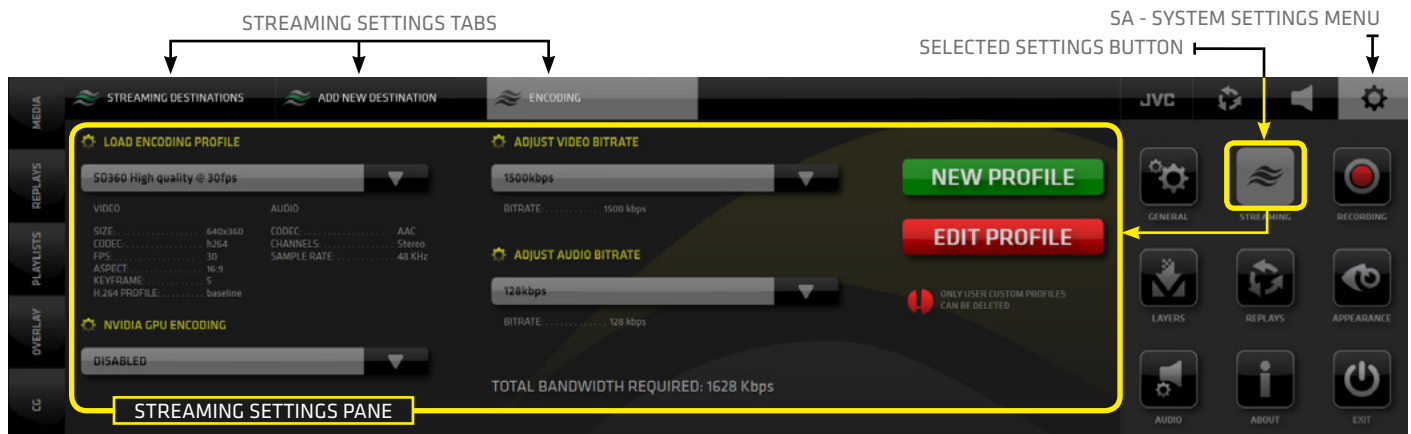 STREAMING SETTINGS TABS
SA - SYSTEM SETTINGS MENU
SELECTED SETTINGS BUTTON
MEDIA
REPLAYS
PLAYLISTS
OVERLAY
CG
STREAMING DESTINATIONS
ADD NEW DESTINATION
ENCODING
JVC
LOAD ENCODING PROFILE
SD360 High quality @ 30fps
VIDEO
SIZE:.................. 640x360
CODEC:................. h264
FPS.................... 30
ASPECT:................ 16:9
KEYFRAME:.............. 5
H.264 PROFILE:......... baseline
AUDIO
CODEC:................. AAC
CHANNELS:.............. Stereo
SAMPLE RATE:........... 48 KHz
NVIDIA GPU ENCODING
DISABLED
ADJUST VIDEO BITRATE
1500kbps
BITRATE:............ 1500 kbps
ADJUST AUDIO BITRATE
128kbps
BITRATE:............. 128 kbps
TOTAL BANDWIDTH REQUIRED: 1628 Kbps
NEW PROFILE
EDIT PROFILE
ONLY USER CUSTOM PROFILES
CAN BE DELETED
STREAMING SETTINGS PANE
GENERAL
STREAMING
RECORDING
LAYERS
REPLAYS
APPEARANCE
AUDIO
ABOUT
EXIT